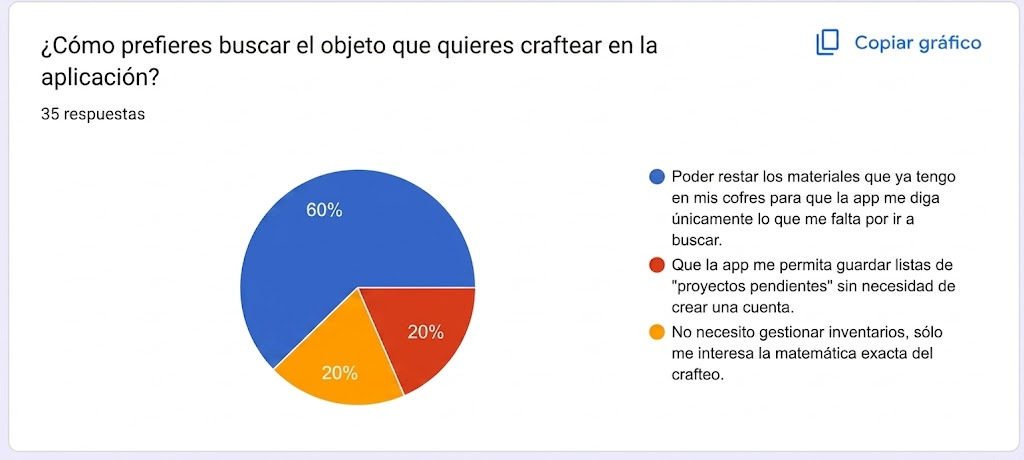 ¿Cómo prefieres buscar el objeto que quieres craftear en la
aplicación?
Copiar gráfico
35 respuestas
60%
20%
20%
Poder restar los materiales que ya tengo
en mis cofres para que la app me diga
únicamente lo que me falta por ir a
buscar.
Que la app me permita guardar listas de
"proyectos pendientes" sin necesidad de
crear una cuenta.
No necesito gestionar inventarios, sólo
me interesa la matemática exacta del
crafteo.